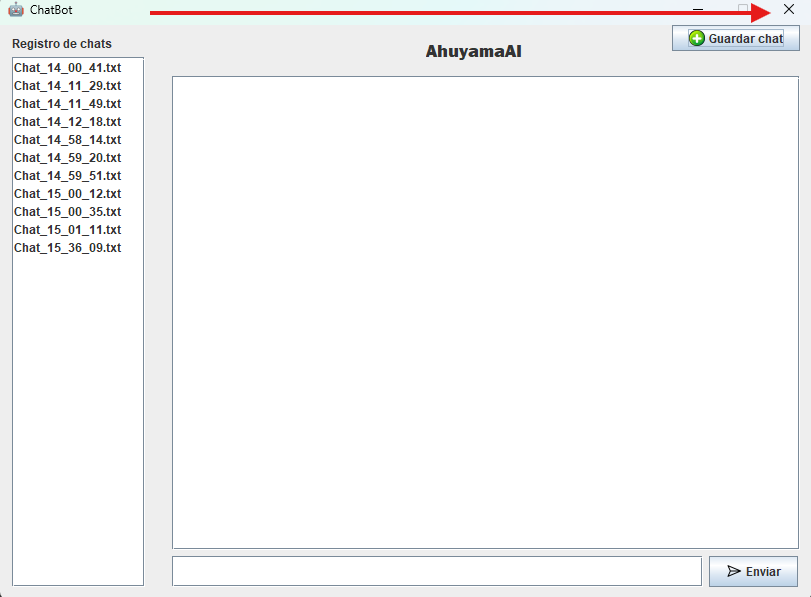 ChatBot
Registro de chats
AhuyamaAI
Guardar chat
Chat_14_00_41.txt
Chat_14_11_29.txt
Chat_14_11_49.txt
Chat_14_12_18.txt
Chat_14_58_14.txt
Chat_14_59_20.txt
Chat_14_59_51.txt
Chat_15_00_12.txt
Chat_15_00_35.txt
Chat_15_01_11.txt
Chat_15_36_09.txt
Enviar